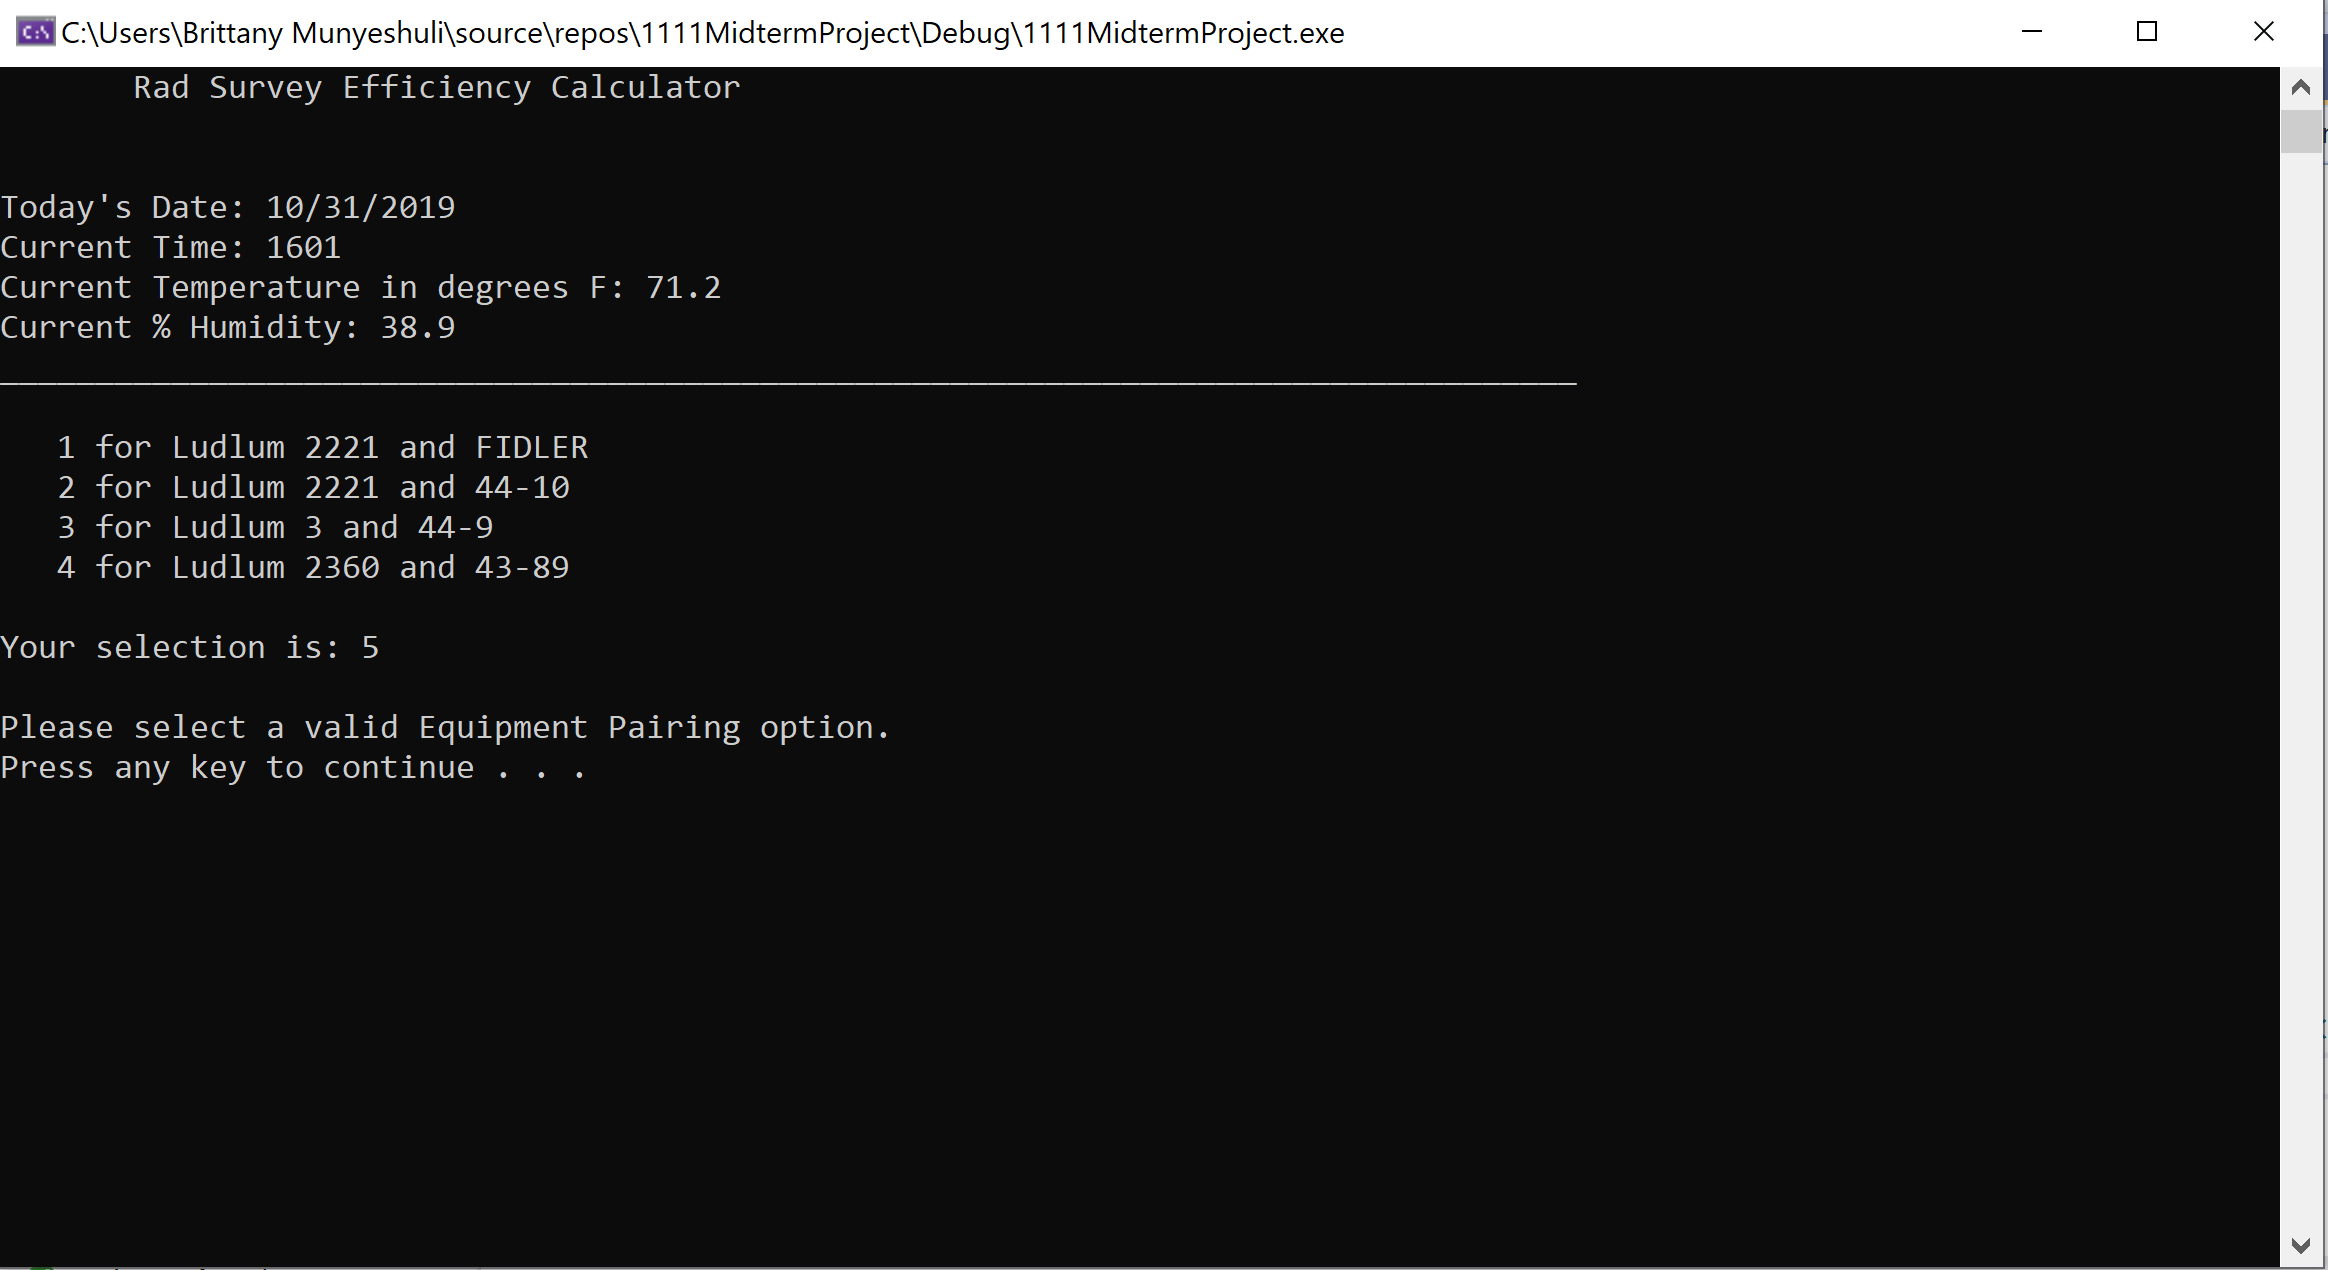 C:\Users\Brittany Munyeshuli\source\repos\1111MidtermProject\Debug\1111MidtermProject.exe
Rad Survey Efficiency Calculator
Today's Date: 10/31/2019
Current Time: 1601
Current Temperature in degrees F: 71.2
Current % Humidity: 38.9
___________________________________________________________________________________
1 for Ludlum 2221 and FIDLER
2 for Ludlum 2221 and 44-10
3 for Ludlum 3 and 44-9
4 for Ludlum 2360 and 43-89
Your selection is: 5
Please select a valid Equipment Pairing option.
Press any key to continue . . .